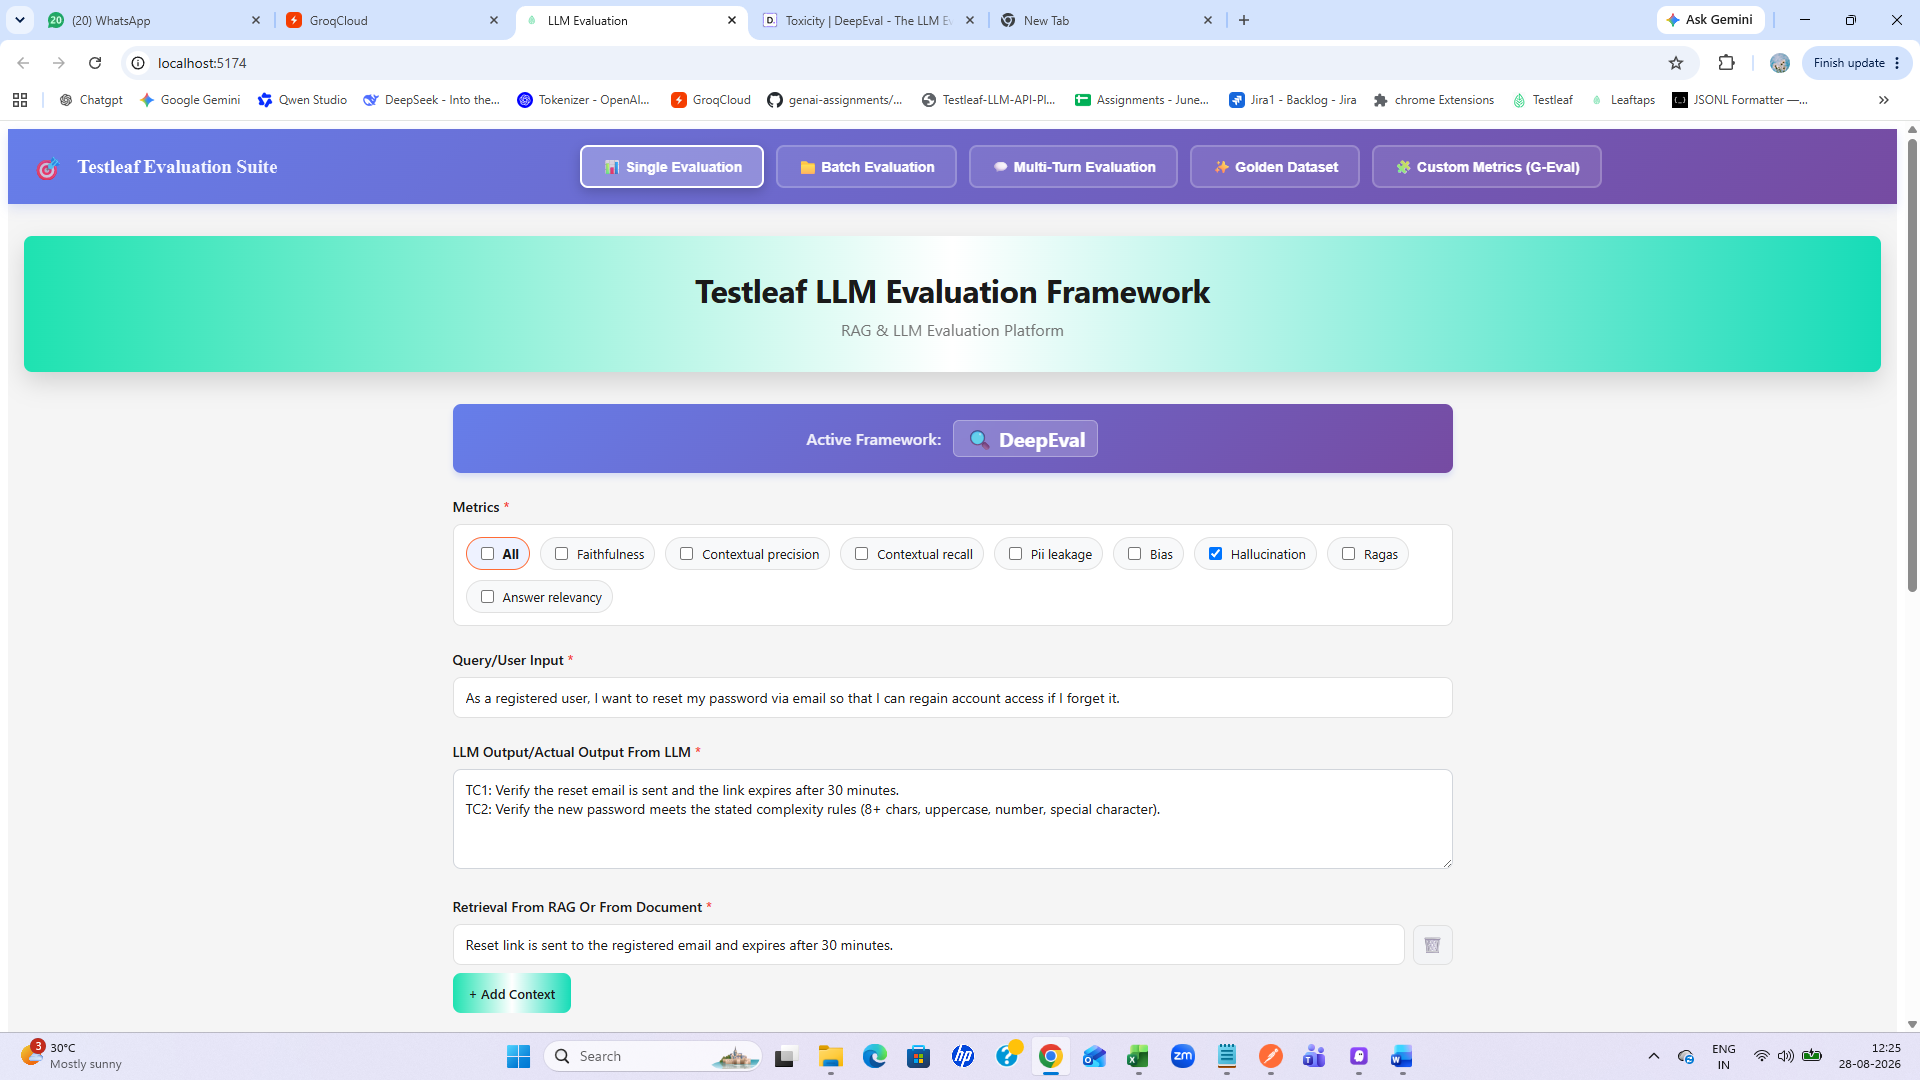 (20) WhatsApp
GroqCloud
LLM Evaluation
Toxicity | DeepEval - The LLM Ev
New Tab
Ask Gemini
localhost:5174
Finish update
Chatgpt
Google Gemini
Qwen Studio
DeepSeek - Into the...
Tokenizer - OpenAI...
GroqCloud
genai-assignments/...
Testleaf-LLM-API-Pl...
Assignments - June...
Jira1 - Backlog - Jira
chrome Extensions
Testleaf
Leaftaps
JSONL Formatter —...
Testleaf Evaluation Suite
Single Evaluation
Batch Evaluation
Multi-Turn Evaluation
Golden Dataset
Custom Metrics (G-Eval)
Testleaf LLM Evaluation Framework
RAG & LLM Evaluation Platform
Active Framework:
DeepEval
Metrics *
All
Faithfulness
Contextual precision
Contextual recall
Pii leakage
Bias
Hallucination
Ragas
Answer relevancy
Query/User Input *
As a registered user, I want to reset my password via email so that I can regain account access if I forget it.
LLM Output/Actual Output From LLM *
TC1: Verify the reset email is sent and the link expires after 30 minutes.
TC2: Verify the new password meets the stated complexity rules (8+ chars, uppercase, number, special character).
Retrieval From RAG Or From Document *
Reset link is sent to the registered email and expires after 30 minutes.
+ Add Context
3
30°C
Mostly sunny
Search
ENG
IN
12:25
28-08-2026